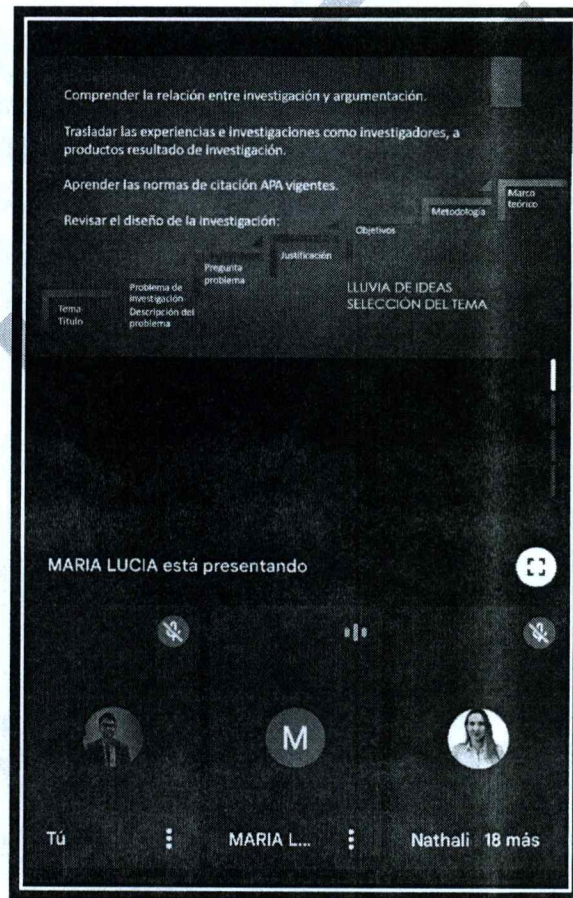 Comprender la relación entre investigación y argumentación.
Trasladar las experiencias e investigaciones como investigadores, a
productos resultado de investigación.
Aprender las normas de citación APA vigentes.
Revisar el diseño de la investigación:
Tema
Titulo
Problema de
investigación
Descripción del
problema
Pregunta
problema
Justificación
Objetivos
Metodología
Marco
teórico
LLUVIA DE IDEAS
SELECCIÓN DEL TEMA
MARIA LUCIA está presentando
M
Tú
MARIA L...
Nathali 18 más